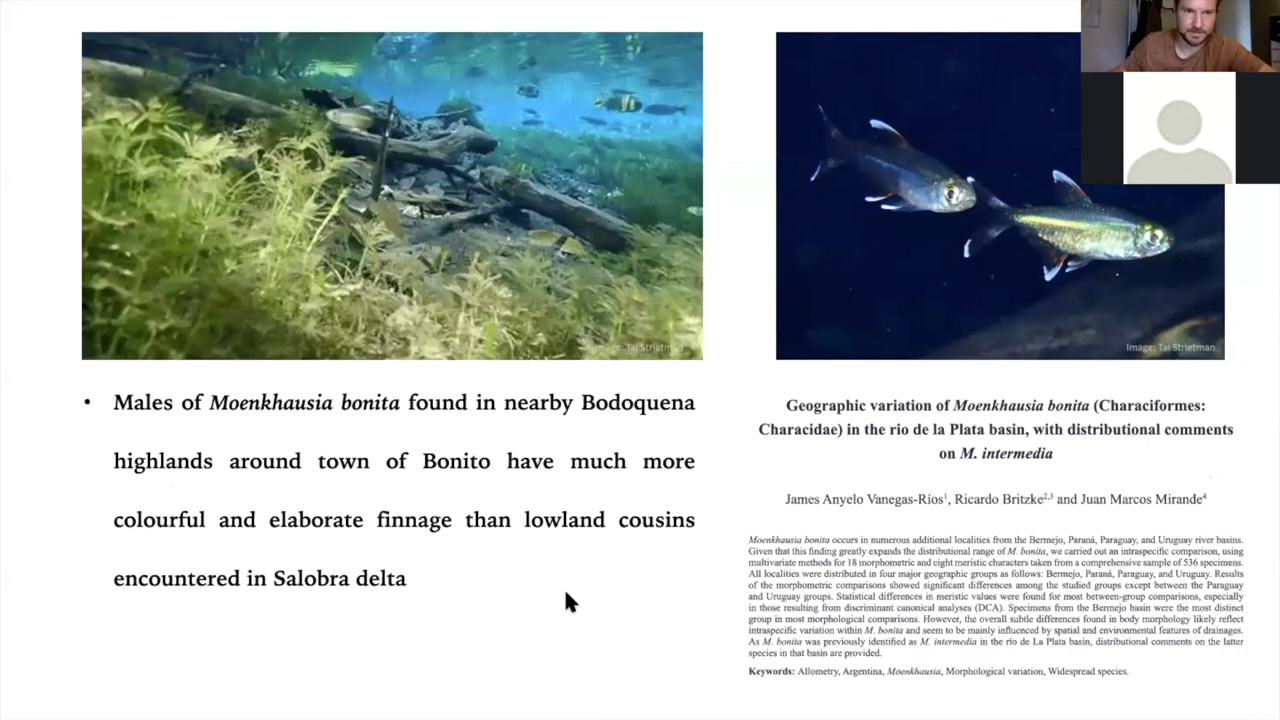 Image: Tai Strietman
Image: Tai Strietman
• Males of Moenkhausia bonita found in nearby Bodoquena
highlands around town of Bonito have much more
colourful and elaborate finnage than lowland cousins
encountered in Salobra delta
Geographic variation of Moenkhausia bonita (Characiformes:
Characidae) in the rio de la Plata basin, with distributional comments
on M. intermedia
James Anyelo Vanegas-Ríos¹, Ricardo Britzke²,³ and Juan Marcos Mirande⁴
Moenkhausia bonita occurs in numerous additional localities from the Bermejo, Paraná, Paraguay, and Uruguay river basins.
Given that this finding greatly expands the distributional range of M. bonita, we carried out an intraspecific comparison, using
multivariate methods for 18 morphometric and eight meristic characters taken from a comprehensive sample of 536 specimens.
All localities were distributed in four major geographic groups as follows: Bermejo, Paraná, Paraguay, and Uruguay. Results
of the morphometric comparisons showed significant differences among the studied groups except between the Paraguay
and Uruguay groups. Statistical differences in meristic values were found for most between-group comparisons, especially
in those resulting from discriminant canonical analyses (DCA). Specimens from the Bermejo basin were the most distinct
group in most morphological comparisons. However, the overall subtle differences found in body morphology likely reflect
intraspecific variation within M. bonita and seem to be mainly influenced by spatial and environmental features of drainages.
As M. bonita was previously identified as M. intermedia in the río de La Plata basin, distributional comments on the latter
species in that basin are provided.
Keywords: Allometry, Argentina, Moenkhausia, Morphological variation, Widespread species.